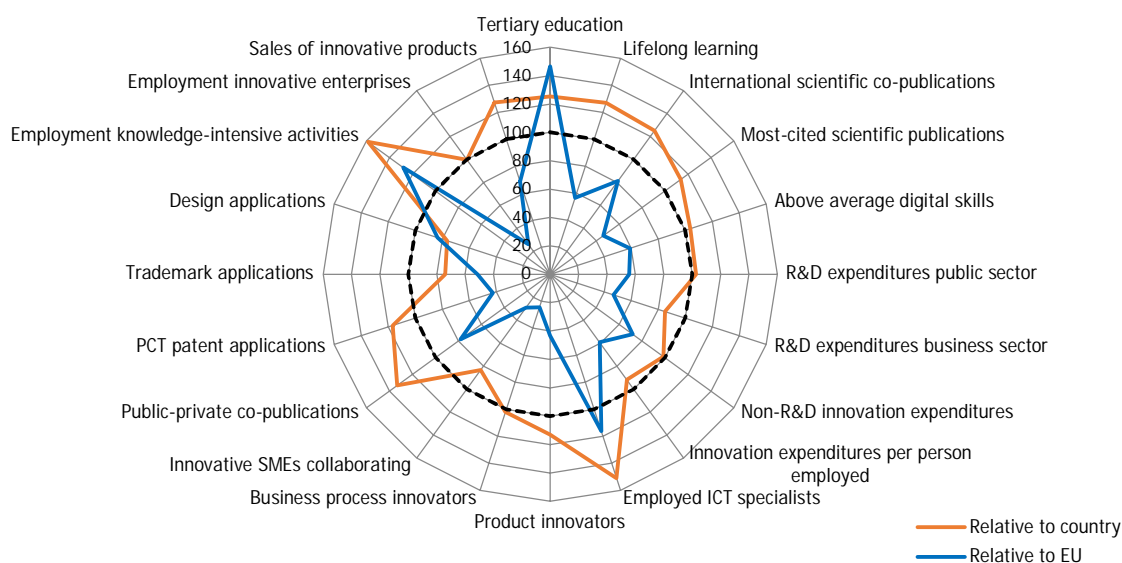 Tertiary education
Sales of innovative products
Lifelong learning
Employment innovative enterprises
International scientific co-publications
Employment knowledge-intensive activities
Most-cited scientific publications
Design applications
Above average digital skills
Trademark applications
R&D expenditures public sector
PCT patent applications
R&D expenditures business sector
Public-private co-publications
Non-R&D innovation expenditures
Innovative SMEs collaborating
Innovation expenditures per person
employed
Business process innovators
Employed ICT specialists
Product innovators
160
140
120
100
80
60
40
20
0
Relative to country
Relative to EU